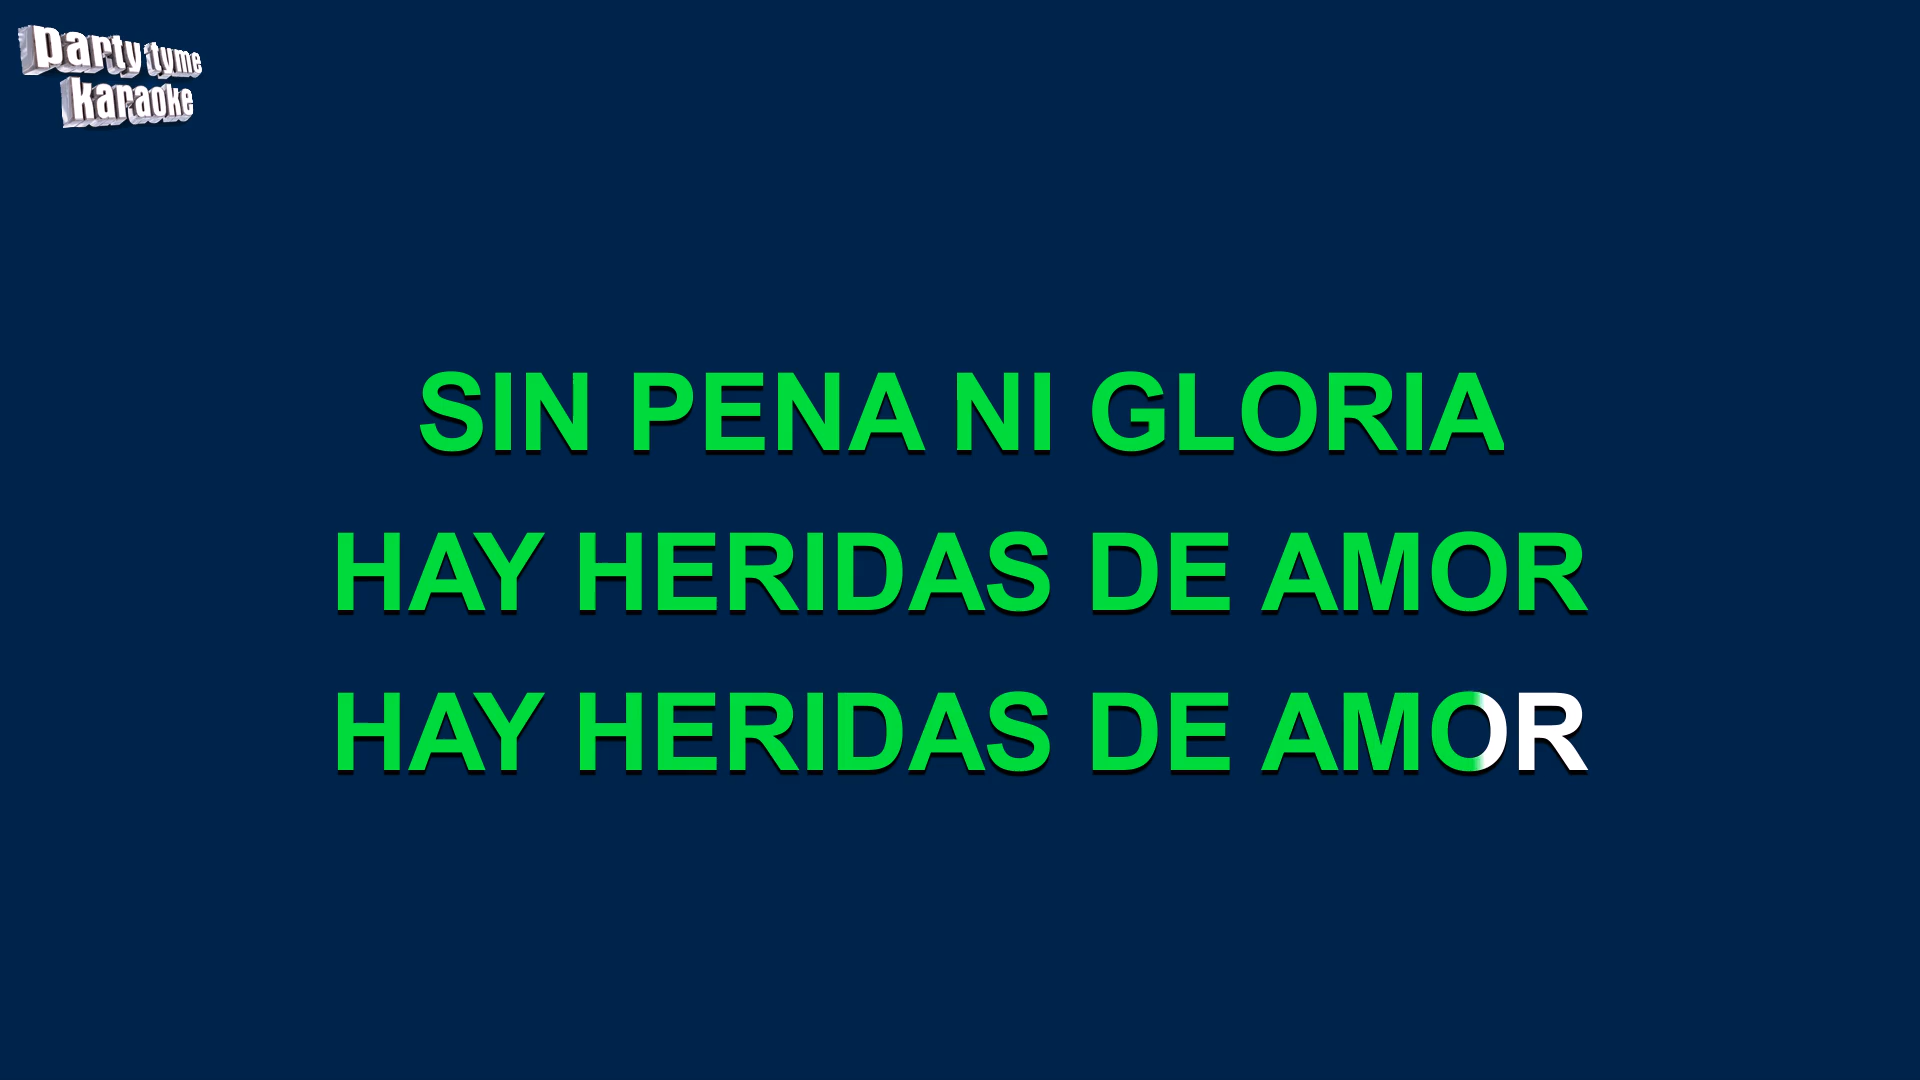 party tyme
karaoke
SIN PENA NI GLORIA
HAY HERIDAS DE AMOR
HAY HERIDAS DE AMOR